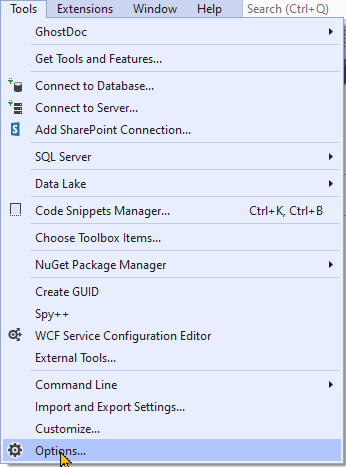 Tools Extensions Window Help Search (Ctrl+Q)
GhostDoc
Get Tools and Features...
Connect to Database...
Connect to Server...
Add SharePoint Connection...
SQL Server
Data Lake
Code Snippets Manager... Ctrl+K, Ctrl+B
Choose Toolbox Items...
NuGet Package Manager
Create GUID
Spy++
WCF Service Configuration Editor
External Tools...
Command Line
Import and Export Settings...
Customize...
Options...